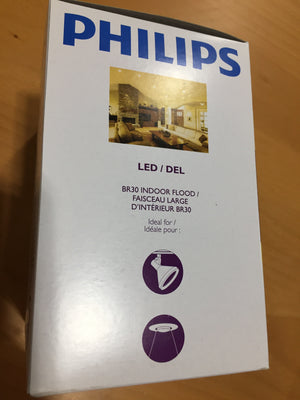 PHILIPS
LED / DEL
BR30 INDOOR FLOOD /
FAISCEAU LARGE
D'INTÉRIEUR BR30
Ideal for /
Idéale pour :